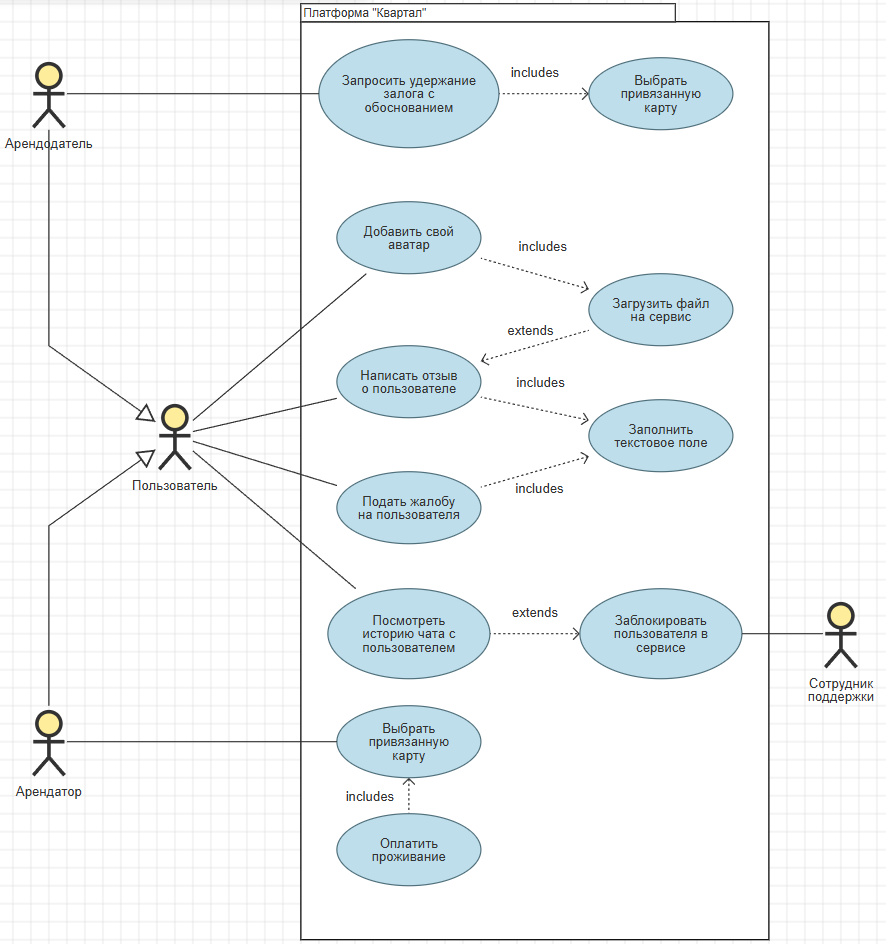 Платформа "Квартал"
Арендодатель
Запросить удержание
залога с
обоснованием
includes
Выбрать
привязанную
карту
Добавить свой
аватар
includes
Загрузить файл
на сервис
extends
Написать отзыв
о пользователе
includes
Заполнить
текстовое поле
Пользователь
Подать жалобу
на пользователя
includes
Посмотреть
историю чата с
пользователем
extends
Заблокировать
пользователя в
сервисе
Сотрудник
поддержки
Арендатор
Выбрать
привязанную
карту
includes
Оплатить
проживание